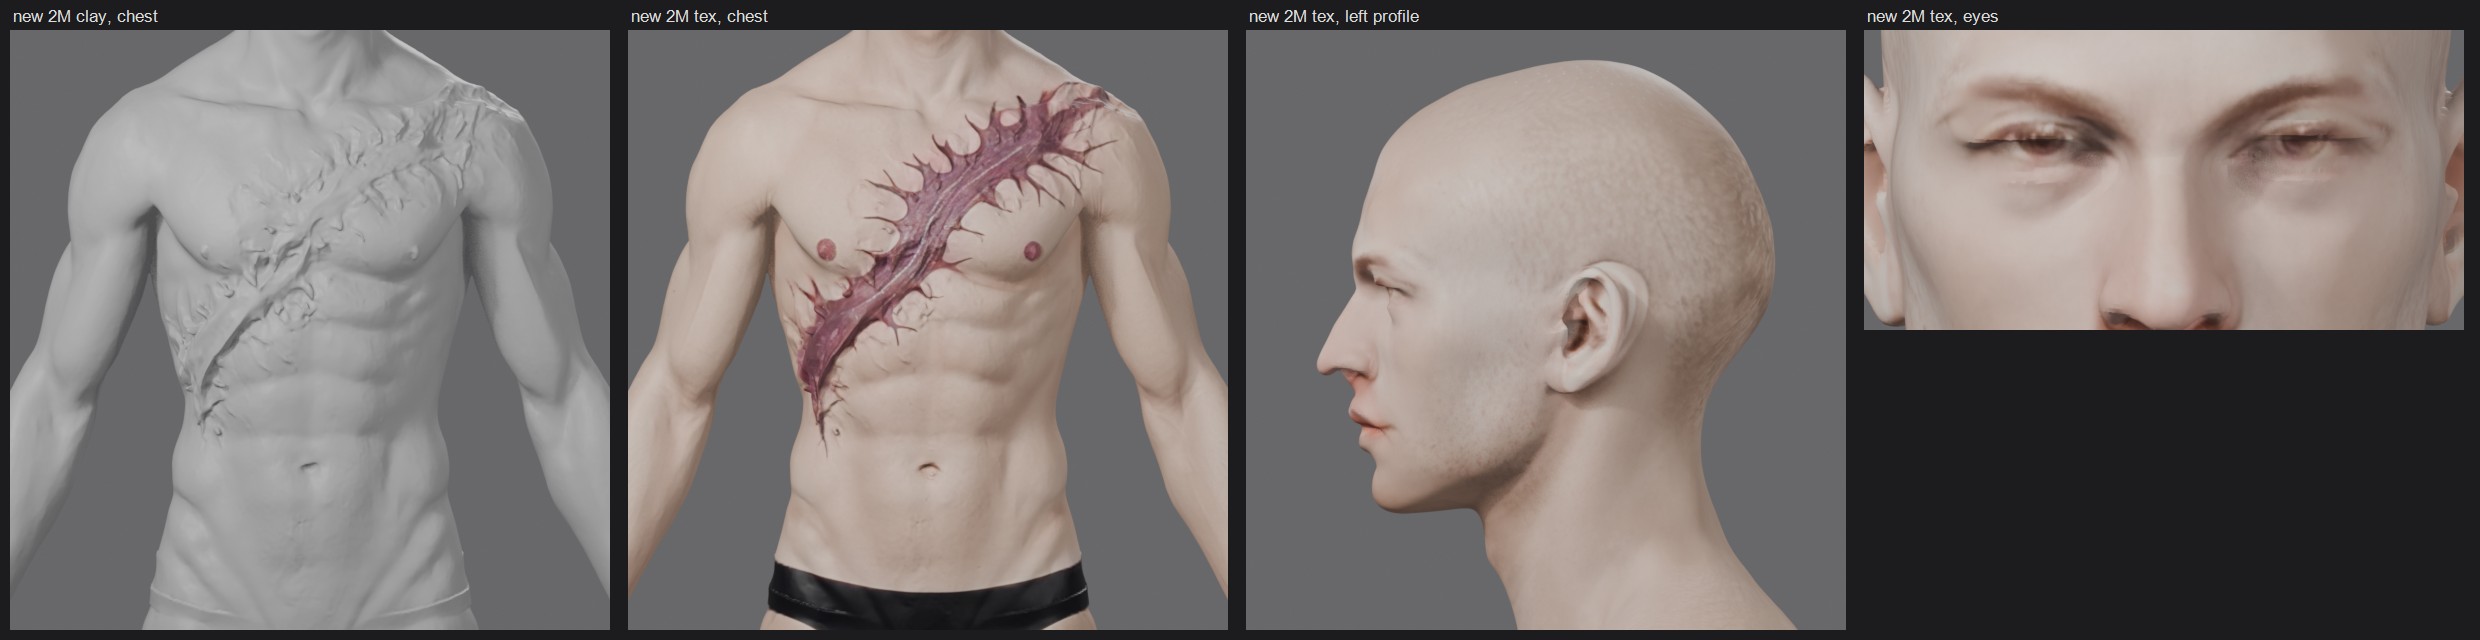 new 2M clay, chest
new 2M tex, chest
new 2M tex, left profile
new 2M tex, eyes